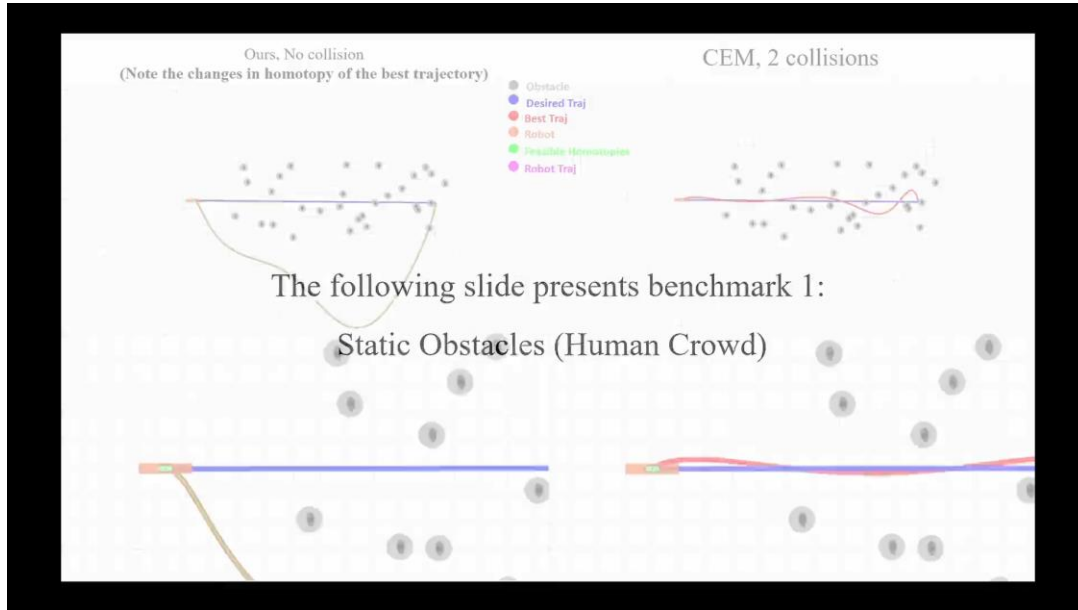 Ours, No collision
(Note the changes in homotopy of the best trajectory)
CEM, 2 collisions
Obstacle
Desired Traj
Best Traj
Robot
Feasible Homotopies
Robot Traj
The following slide presents benchmark 1:
Static Obstacles (Human Crowd)